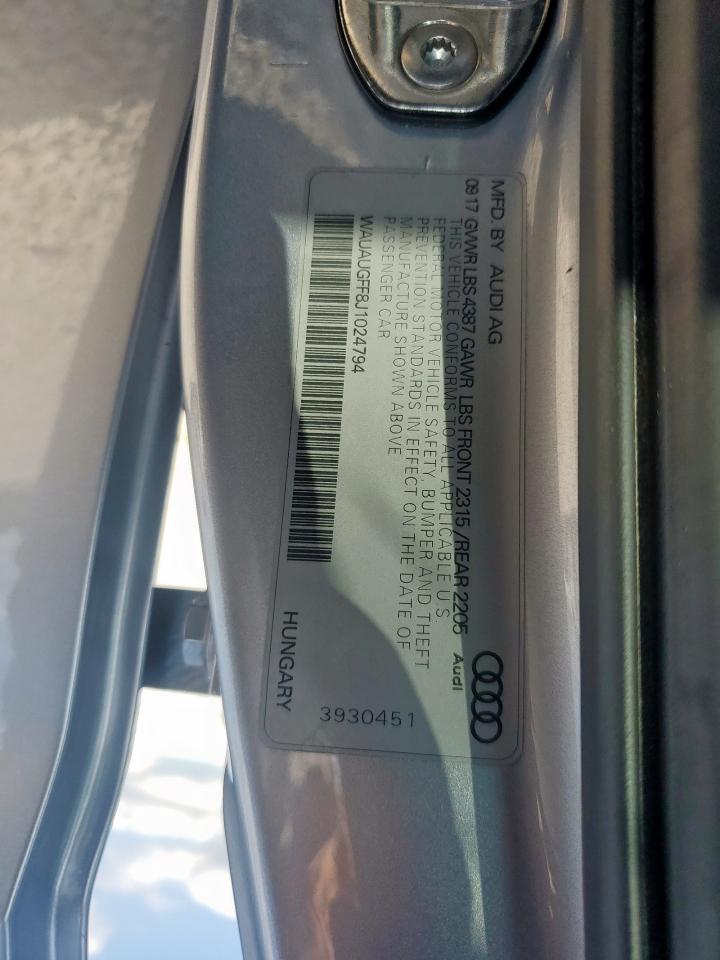 MFD. BY AUDI AG
0917 GVWR LBS 4387 GAWR LBS FRONT 2315 /REAR 2205
THIS VEHICLE CONFORMS TO ALL APPLICABLE U S
FEDERAL MOTOR VEHICLE SAFETY, BUMPER AND THEFT
PREVENTION STANDARDS IN EFFECT ON THE DATE OF
MANUFACTURE SHOWN ABOVE
PASSENGER CAR
WAUAUGFF8J1024794
Audi
3930451
HUNGARY